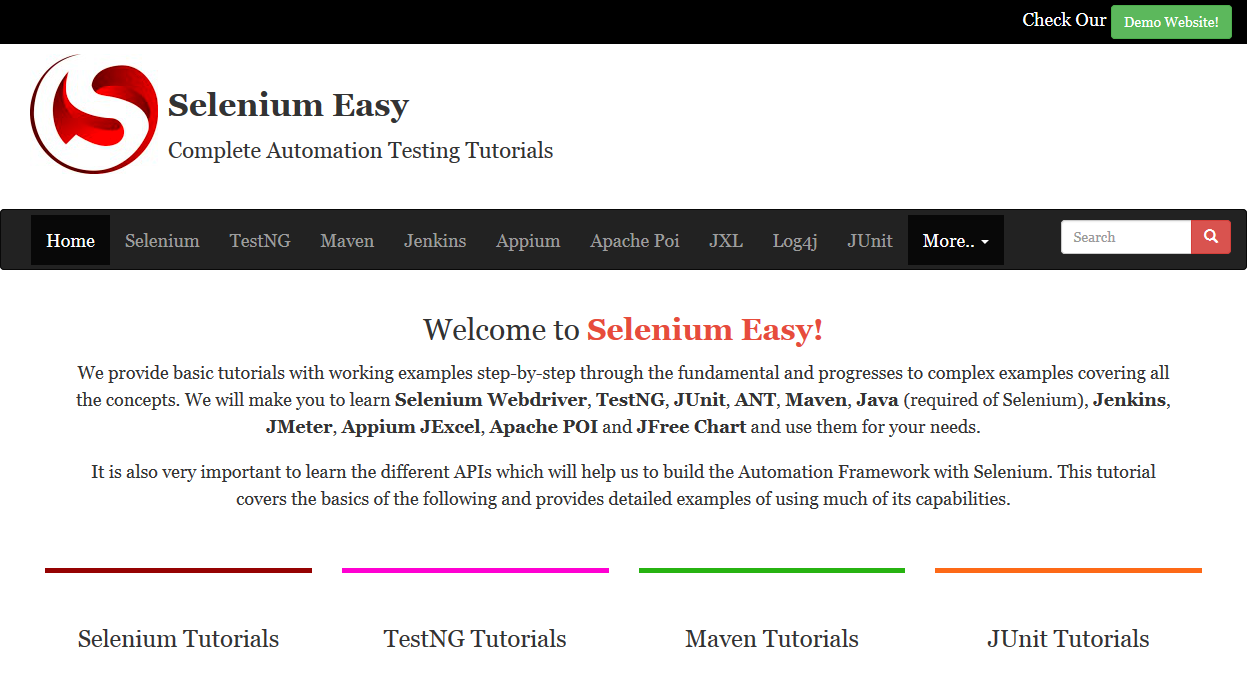 Check Our Demo Website!
Selenium Easy
Complete Automation Testing Tutorials
Home Selenium TestNG Maven Jenkins Appium Apache Poi JXL Log4j JUnit More.. Search
Welcome to Selenium Easy!
We provide basic tutorials with working examples step-by-step through the fundamental and progresses to complex examples covering all
the concepts. We will make you to learn Selenium Webdriver, TestNG, JUnit, ANT, Maven, Java (required of Selenium), Jenkins,
JMeter, Appium JExcel, Apache POI and JFree Chart and use them for your needs.
It is also very important to learn the different APIs which will help us to build the Automation Framework with Selenium. This tutorial
covers the basics of the following and provides detailed examples of using much of its capabilities.
Selenium Tutorials TestNG Tutorials Maven Tutorials JUnit Tutorials